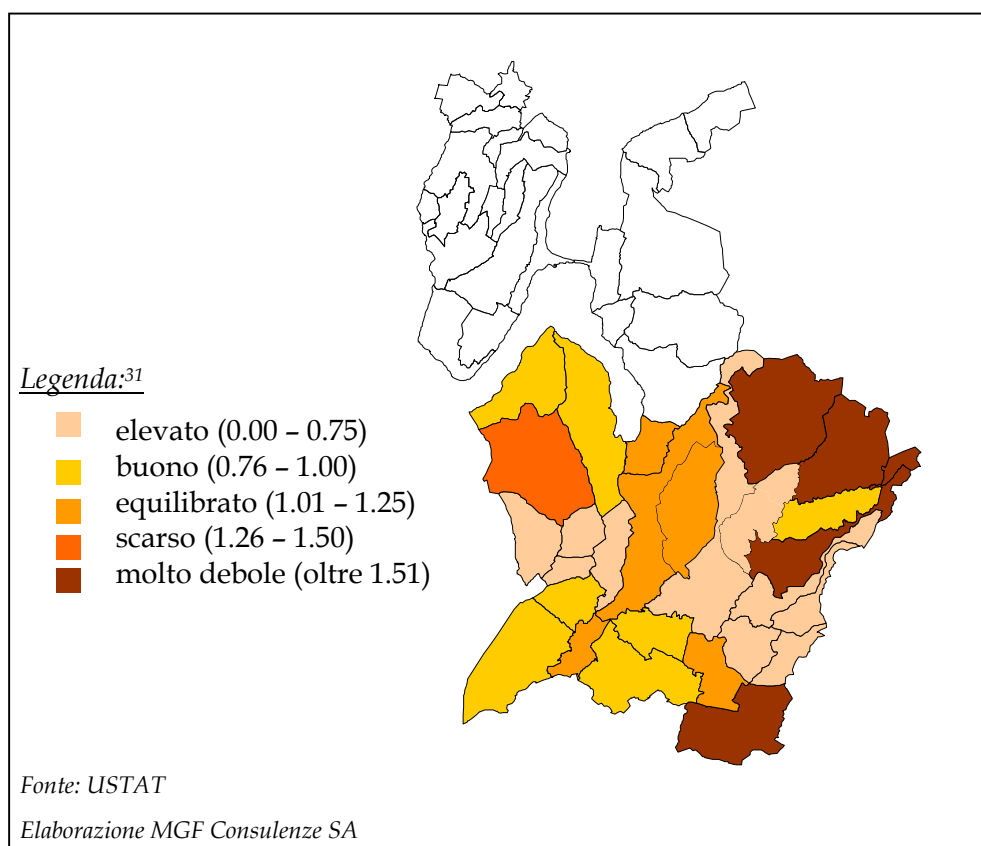 Legenda:31
elevato (0.00 – 0.75)
buono (0.76 – 1.00)
equilibrato (1.01 – 1.25)
scarso (1.26 – 1.50)
molto debole (oltre 1.51)
Fonte: USTAT
Elaborazione MGF Consulenze SA